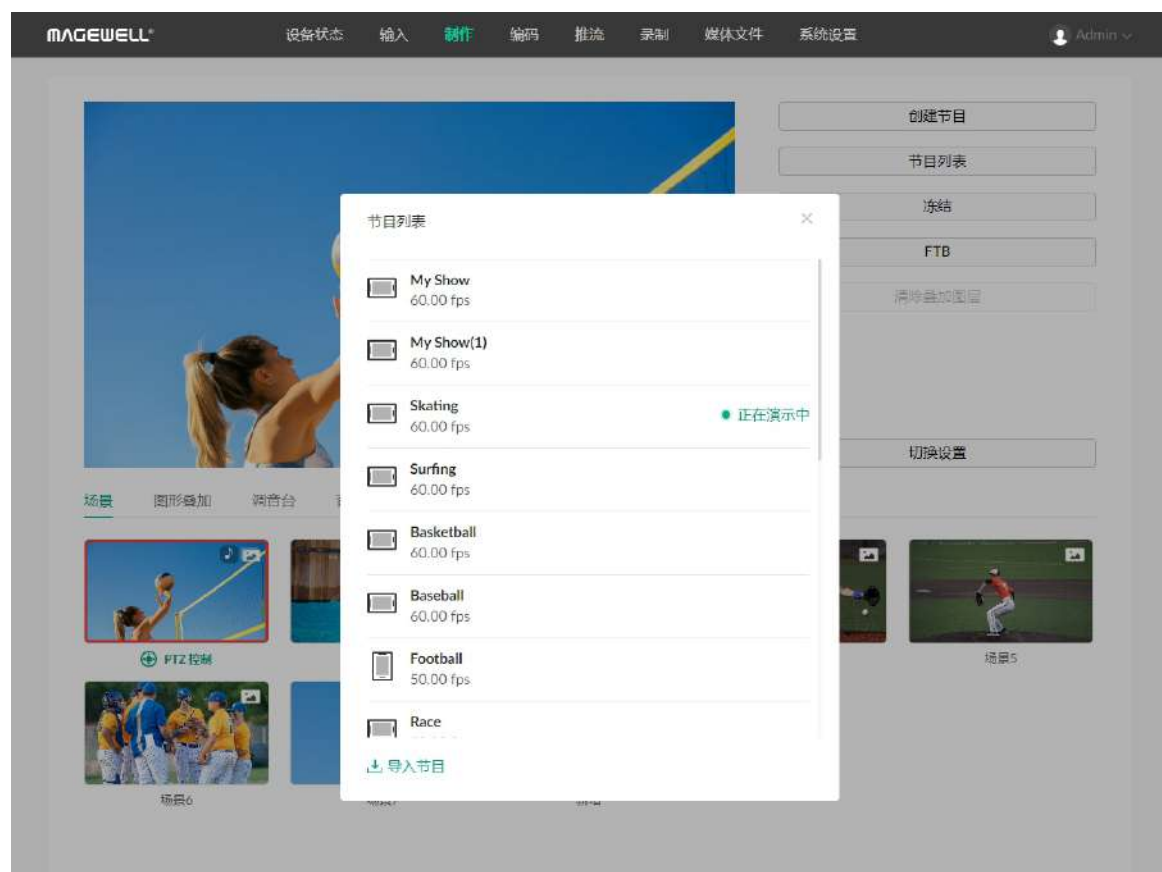 MAGEWELL
设备状态 输入 制作 编码 推流 录制 媒体文件 系统设置 Admin
创建节目
节目列表
冻结
FTB
清除叠加图层
切换设置
节目列表
My Show
60.00 fps
My Show(1)
60.00 fps
Skating
60.00 fps
正在演示中
Surfing
60.00 fps
Basketball
60.00 fps
Baseball
60.00 fps
Football
50.00 fps
Race
导入节目
场景 图形叠加 调音台
PTZ 控制
场景5
场景6